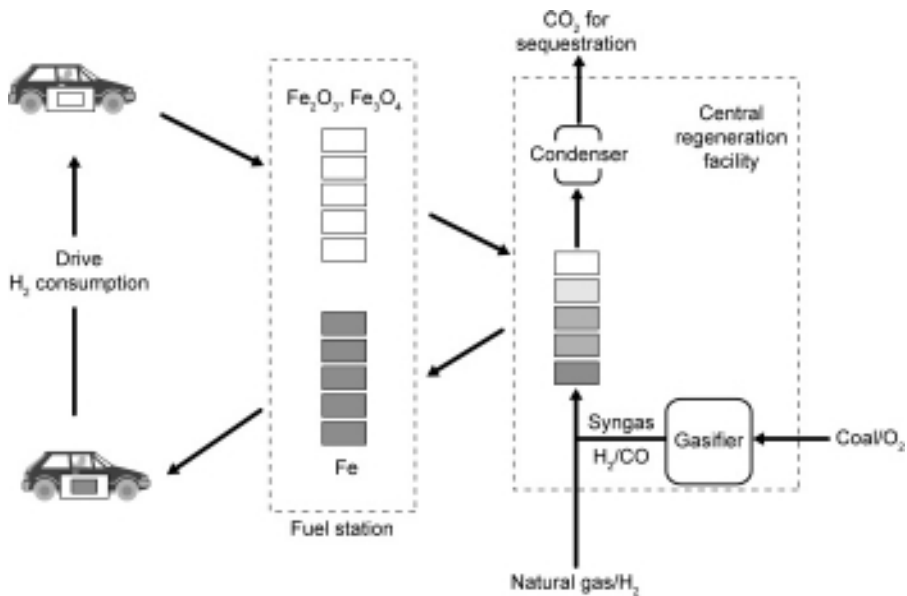 CO₂ for
sequestration
Fe₂O₃, Fe₃O₄
Central
regeneration
facility
Condenser
Drive
H₂ consumption
Syngas
H₂/CO
Gasifier
Coal/O₂
Fe
Fuel station
Natural gas/H₂